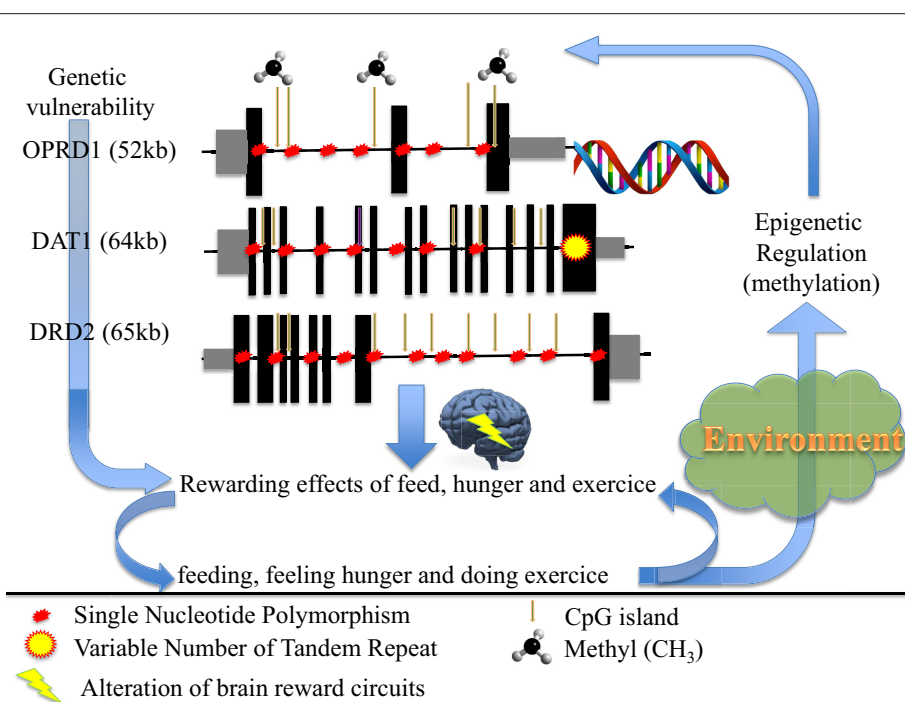 Genetic
vulnerability
OPRD1 (52kb)
DAT1 (64kb)
DRD2 (65kb)
Epigenetic
Regulation
(methylation)
Environment
Rewarding effects of feed, hunger and exercice
feeding, feeling hunger and doing exercice
Single Nucleotide Polymorphism
Variable Number of Tandem Repeat
Alteration of brain reward circuits
CpG island
Methyl (CH₃)